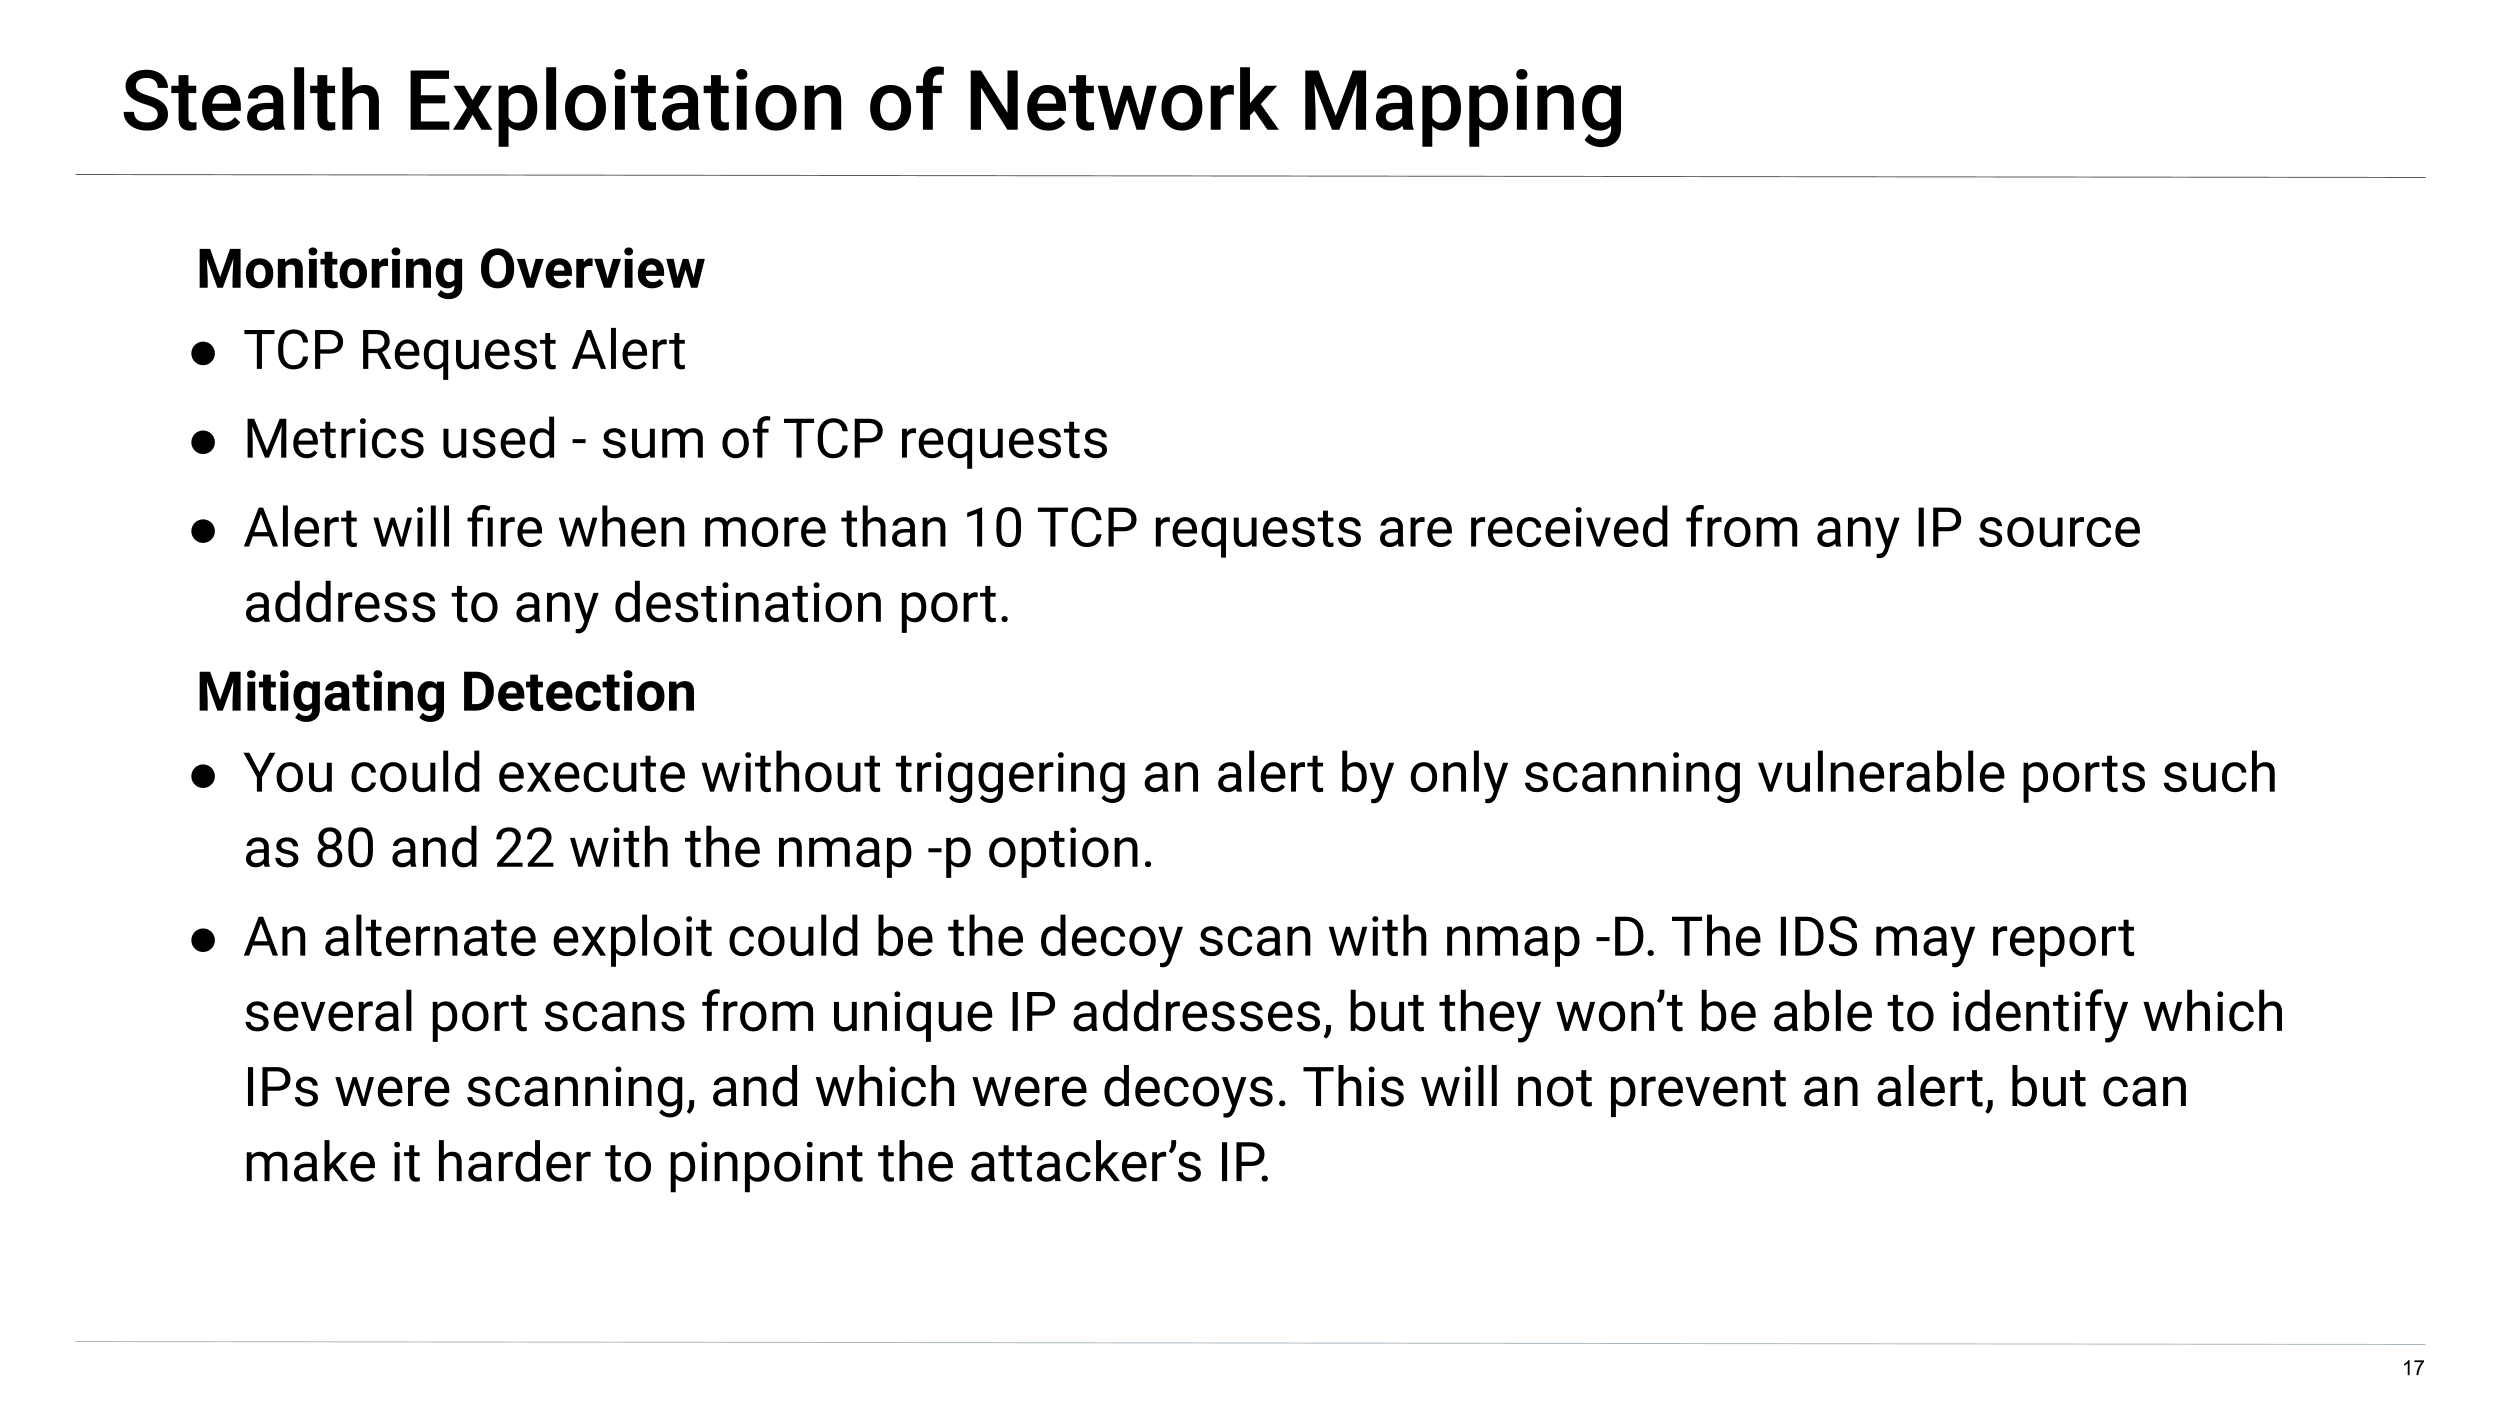 Stealth Exploitation of Network Mapping
Monitoring Overview
● TCP Request Alert
● Metrics used - sum of TCP requests
● Alert will fire when more than 10 TCP requests are received from any IP source
address to any destination port.
Mitigating Detection
● You could execute without triggering an alert by only scanning vulnerable ports such
as 80 and 22 with the nmap -p option.
● An alternate exploit could be the decoy scan with nmap -D. The IDS may report
several port scans from unique IP addresses, but they won’t be able to identify which
IPs were scanning, and which were decoys. This will not prevent an alert, but can
make it harder to pinpoint the attacker’s IP.
17